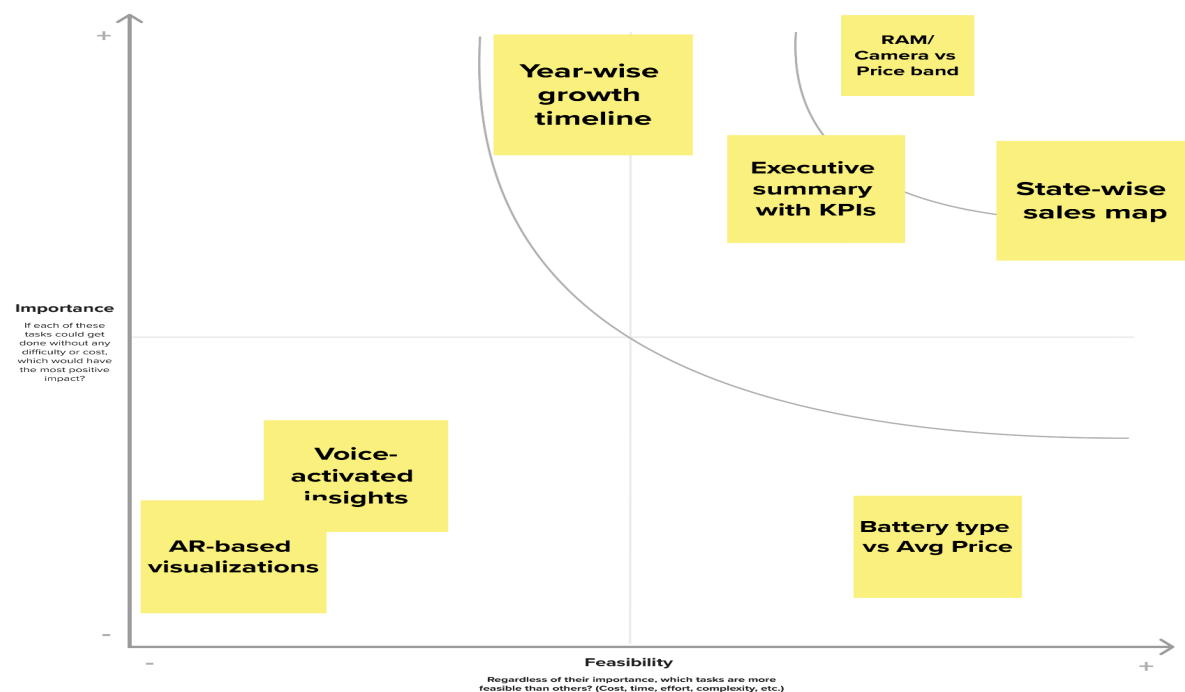 +
RAM/
Camera vs
Price band
Year-wise
growth
timeline
Executive
summary
with KPIs
State-wise
sales map
Importance
If each of these
tasks could get
done without any
difficulty or cost,
which would have
the most positive
impact?
Voice-
activated
insights
AR-based
visualizations
Battery type
vs Avg Price
-
-
Feasibility
+
Regardless of their importance, which tasks are more
feasible than others? (Cost, time, effort, complexity, etc.)